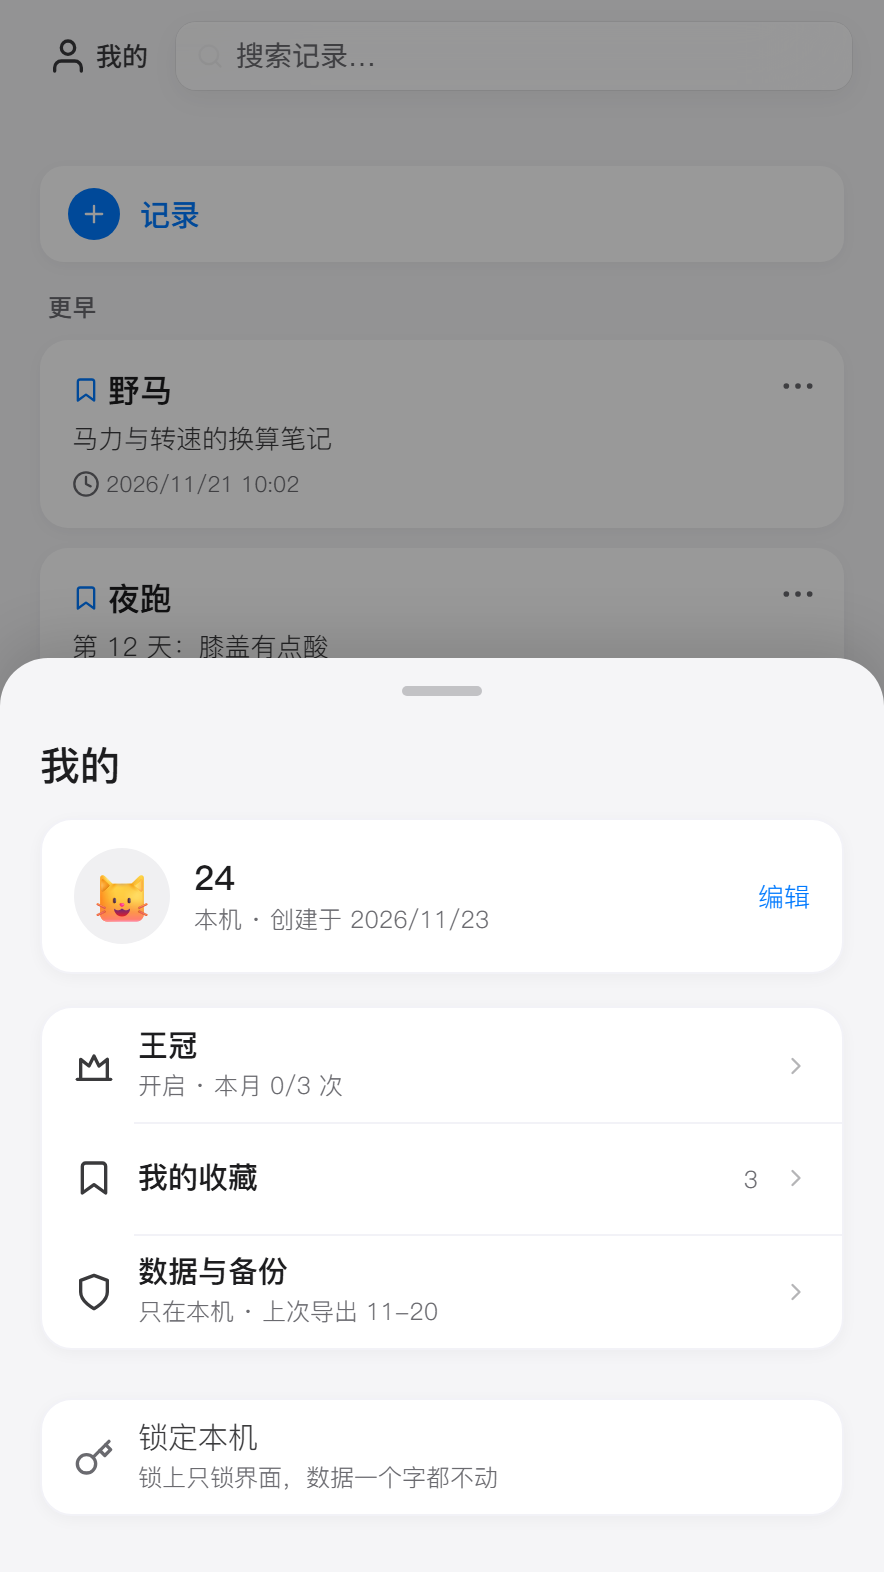 我的
搜索记录...
记录
更早
野马
马力与转速的换算笔记
2026/11/21 10:02
夜跑
第 12 天：膝盖有点酸
我的
24
本机 · 创建于 2026/11/23
编辑
王冠
开启 · 本月 0/3 次
我的收藏
3
数据与备份
只在本机 · 上次导出 11-20
锁定本机
锁上只锁界面，数据一个字都不动